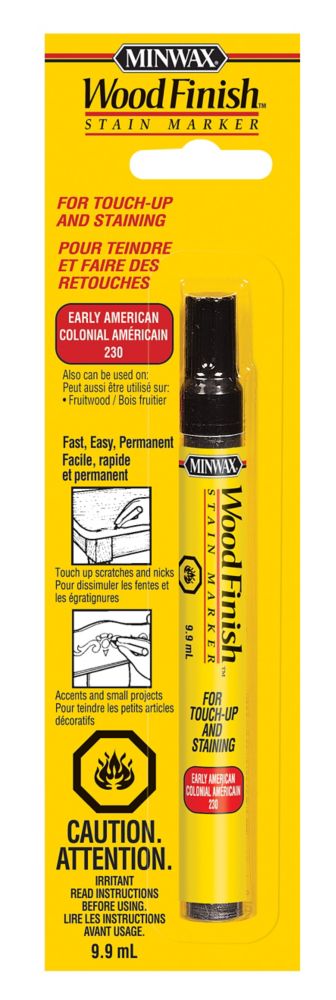 MINWAX®
Wood Finish™
STAIN MARKER
FOR TOUCH-UP
AND STAINING
POUR TEINDRE
ET FAIRE DES
RETOUCHES
EARLY AMERICAN
COLONIAL AMÉRICAIN
230
Also can be used on:
Peut aussi être utilisé sur:
• Fruitwood / Bois fruitier
Fast, Easy, Permanent
Facile, rapide
et permanent
Touch up scratches and nicks
Pour dissimuler les fentes et
les égratignures
Accents and small projects
Pour teindre les petits articles
décoratifs
CAUTION.
ATTENTION.
IRRITANT
READ INSTRUCTIONS
BEFORE USING.
LIRE LES INSTRUCTIONS
AVANT USAGE.
9.9 mL
MINWAX®
Wood Finish™
STAIN MARKER
9.9 mL
FOR
TOUCH-UP
AND
STAINING
EARLY AMERICAN
COLONIAL AMÉRICAIN
230